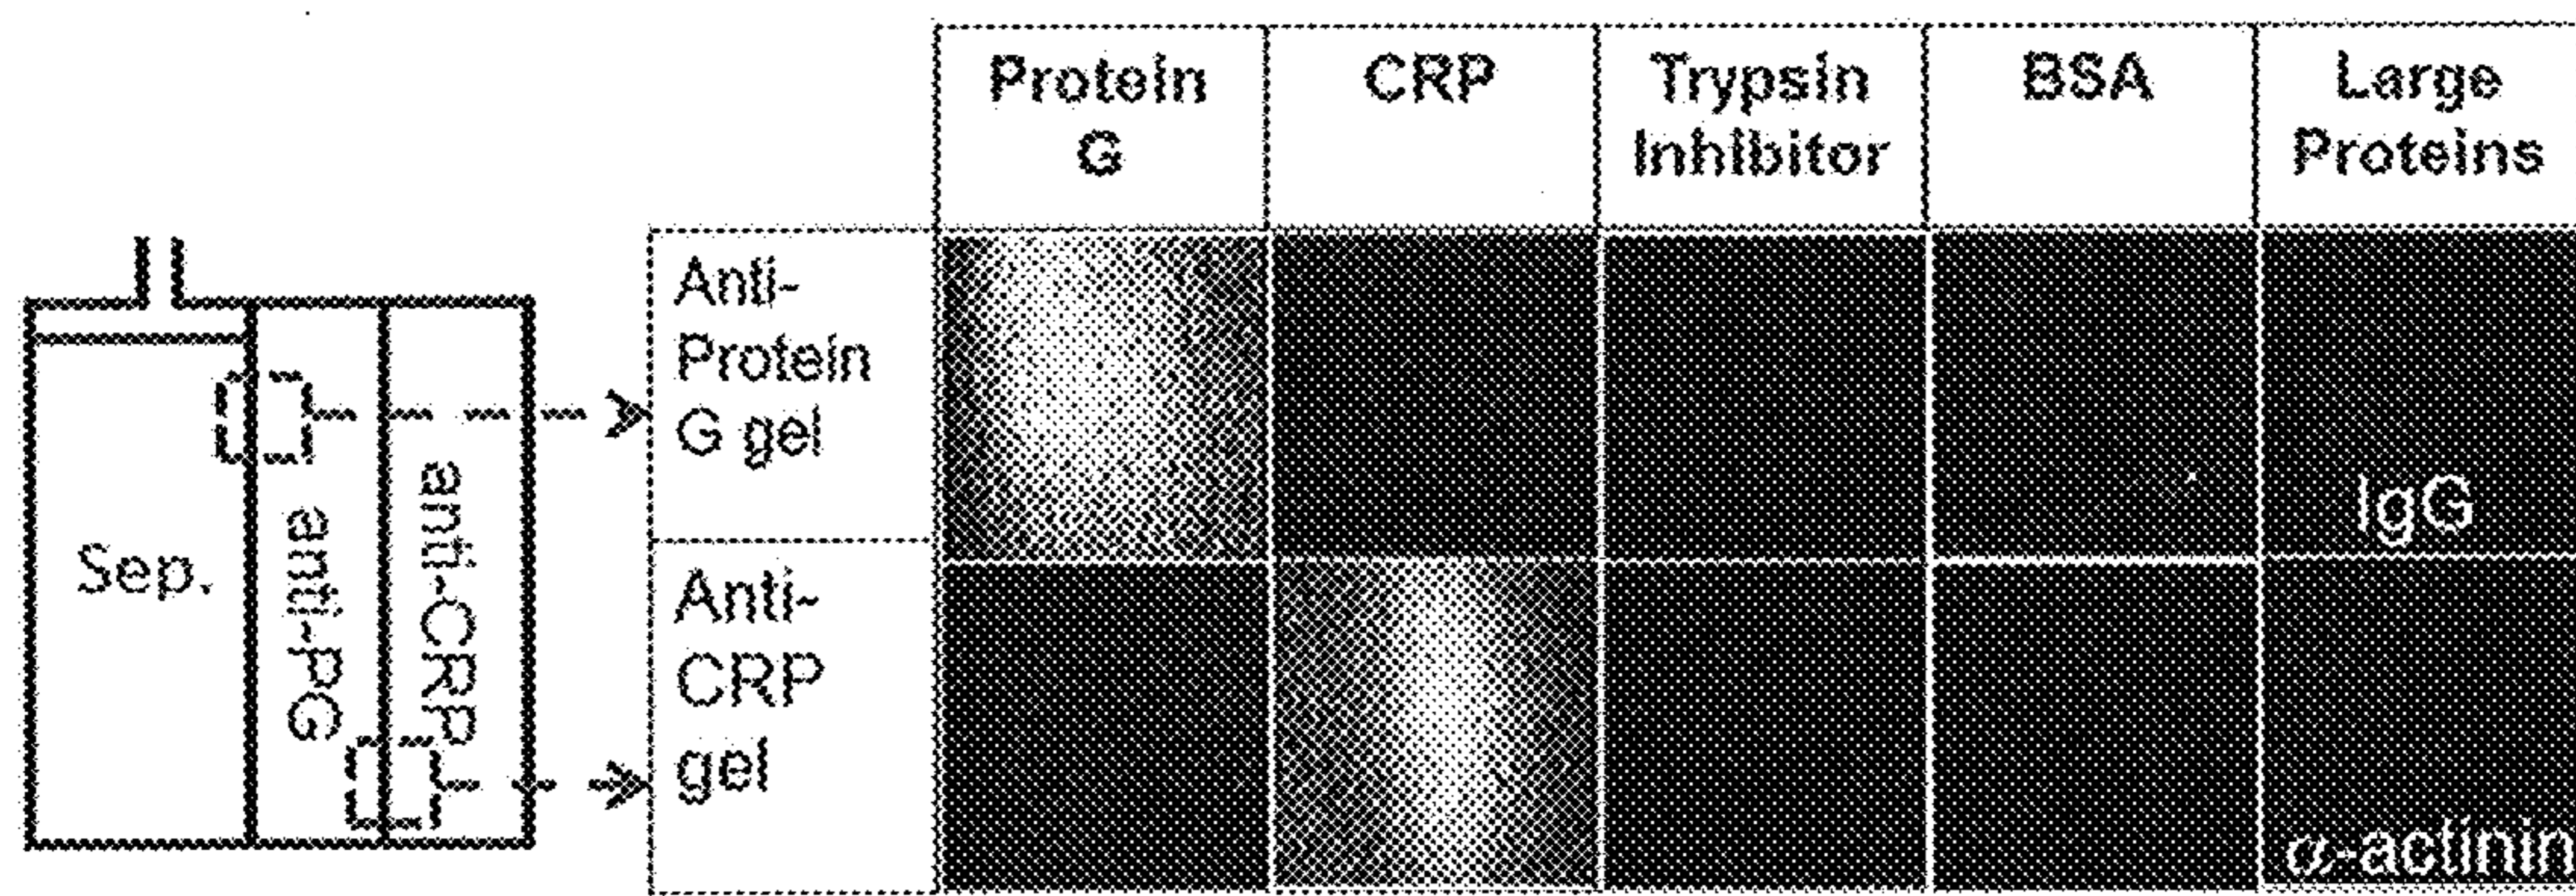 Protein
G
CRP
Trypsin
Inhibitor
BSA
Large
Proteins
Anti-
Protein
G gel
Anti-
CRP
gel
Sep.
anti-PG
anti-CRP
IgG
α-actinin